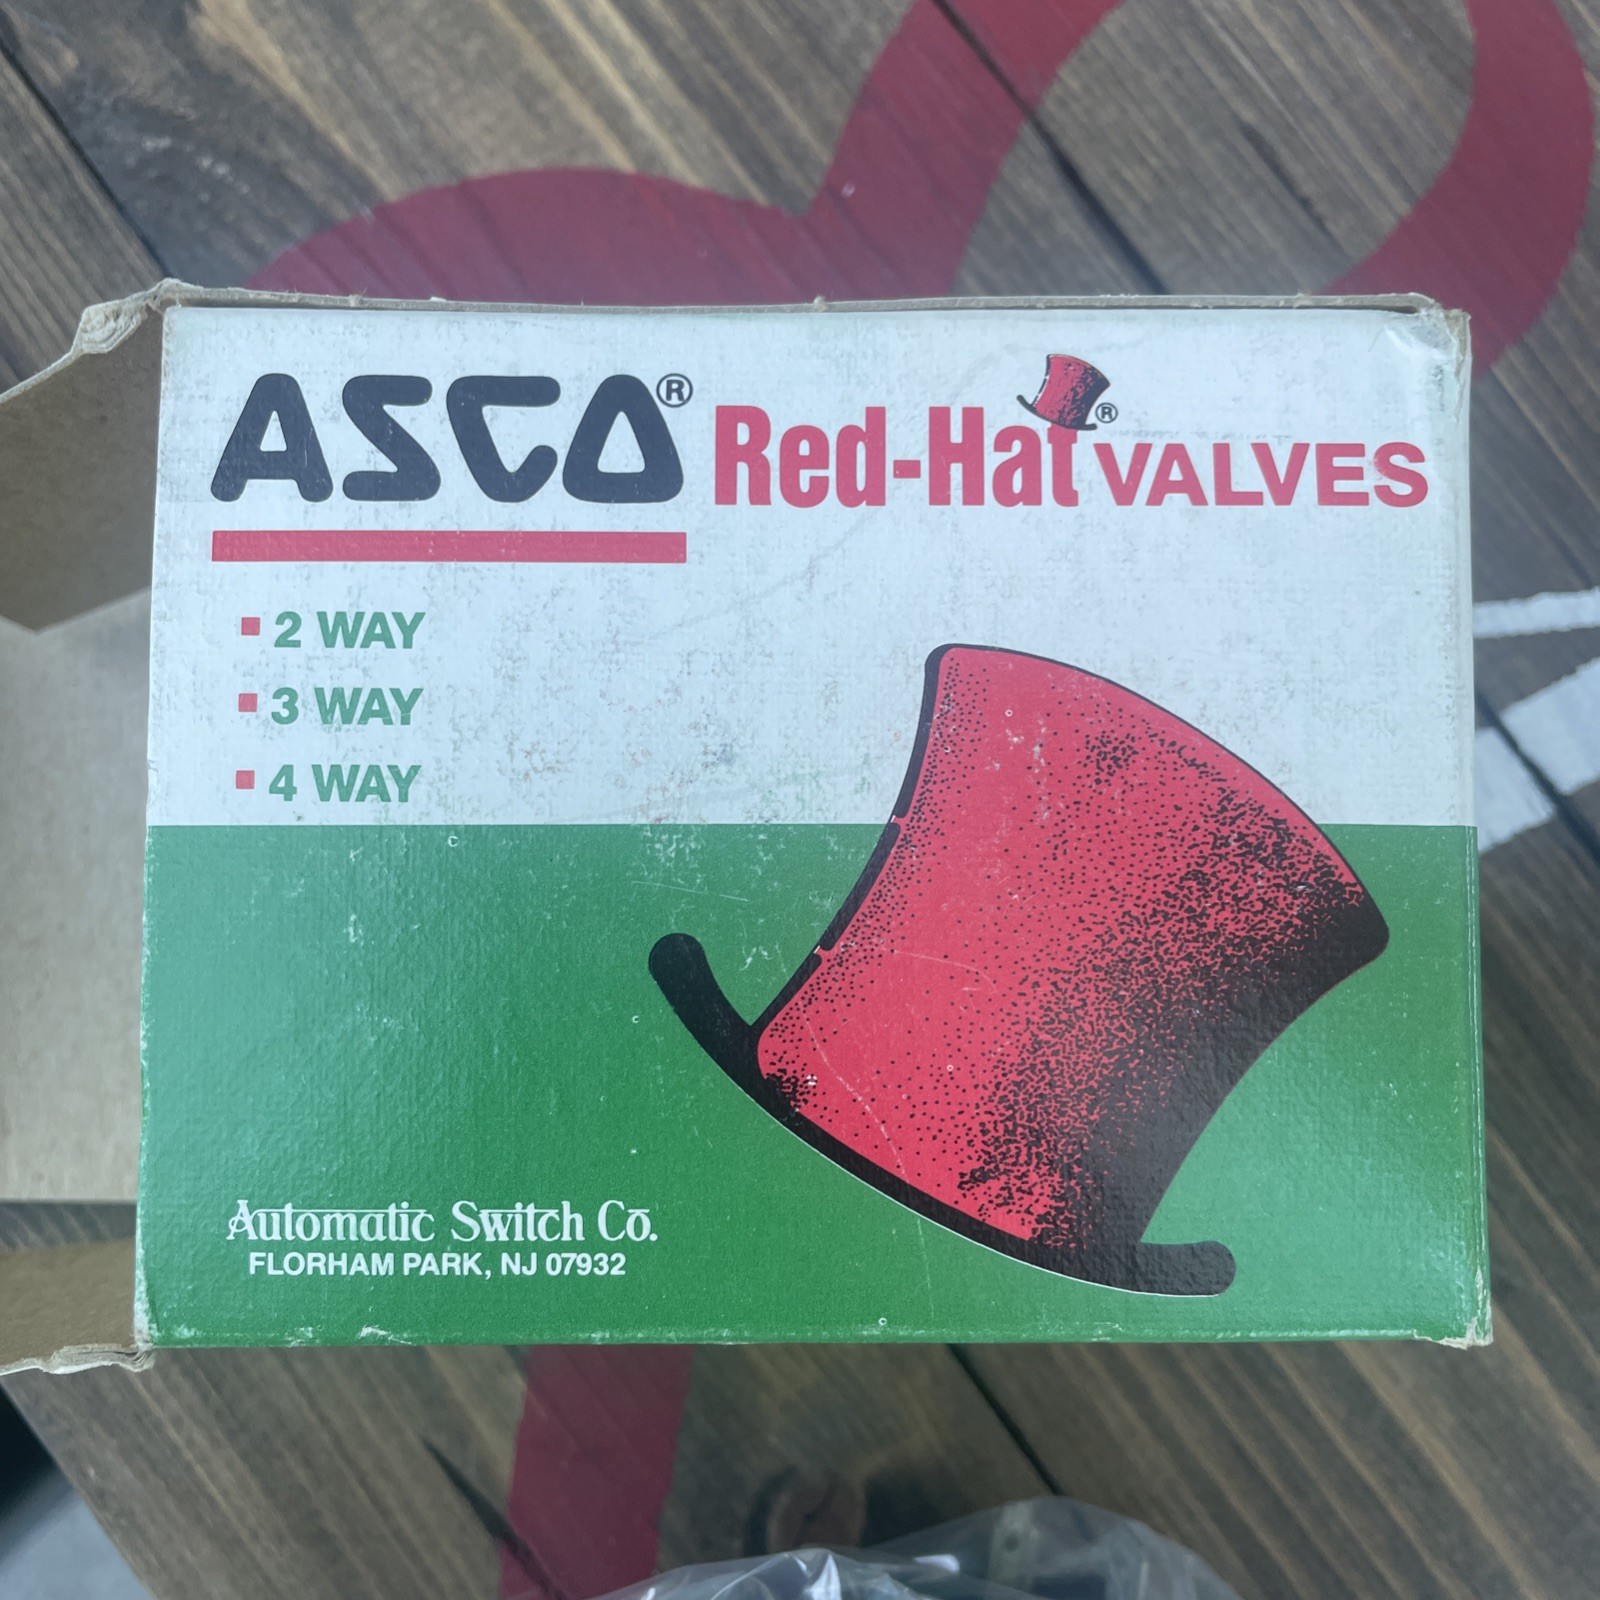 ASCO® Red-Hat® VALVES
2 WAY
3 WAY
4 WAY
Automatic Switch Co.
FLORHAM PARK, NJ 07932